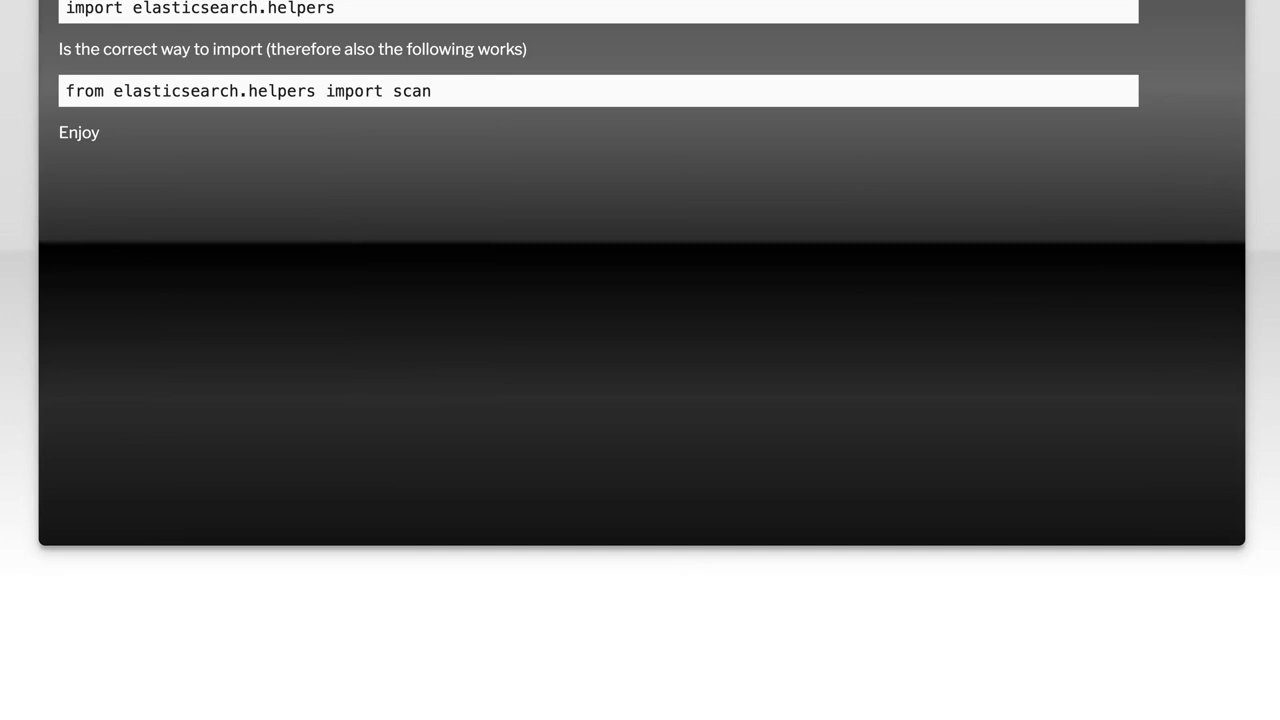 import elasticsearch.helpers
Is the correct way to import (therefore also the following works)
from elasticsearch.helpers import scan
Enjoy